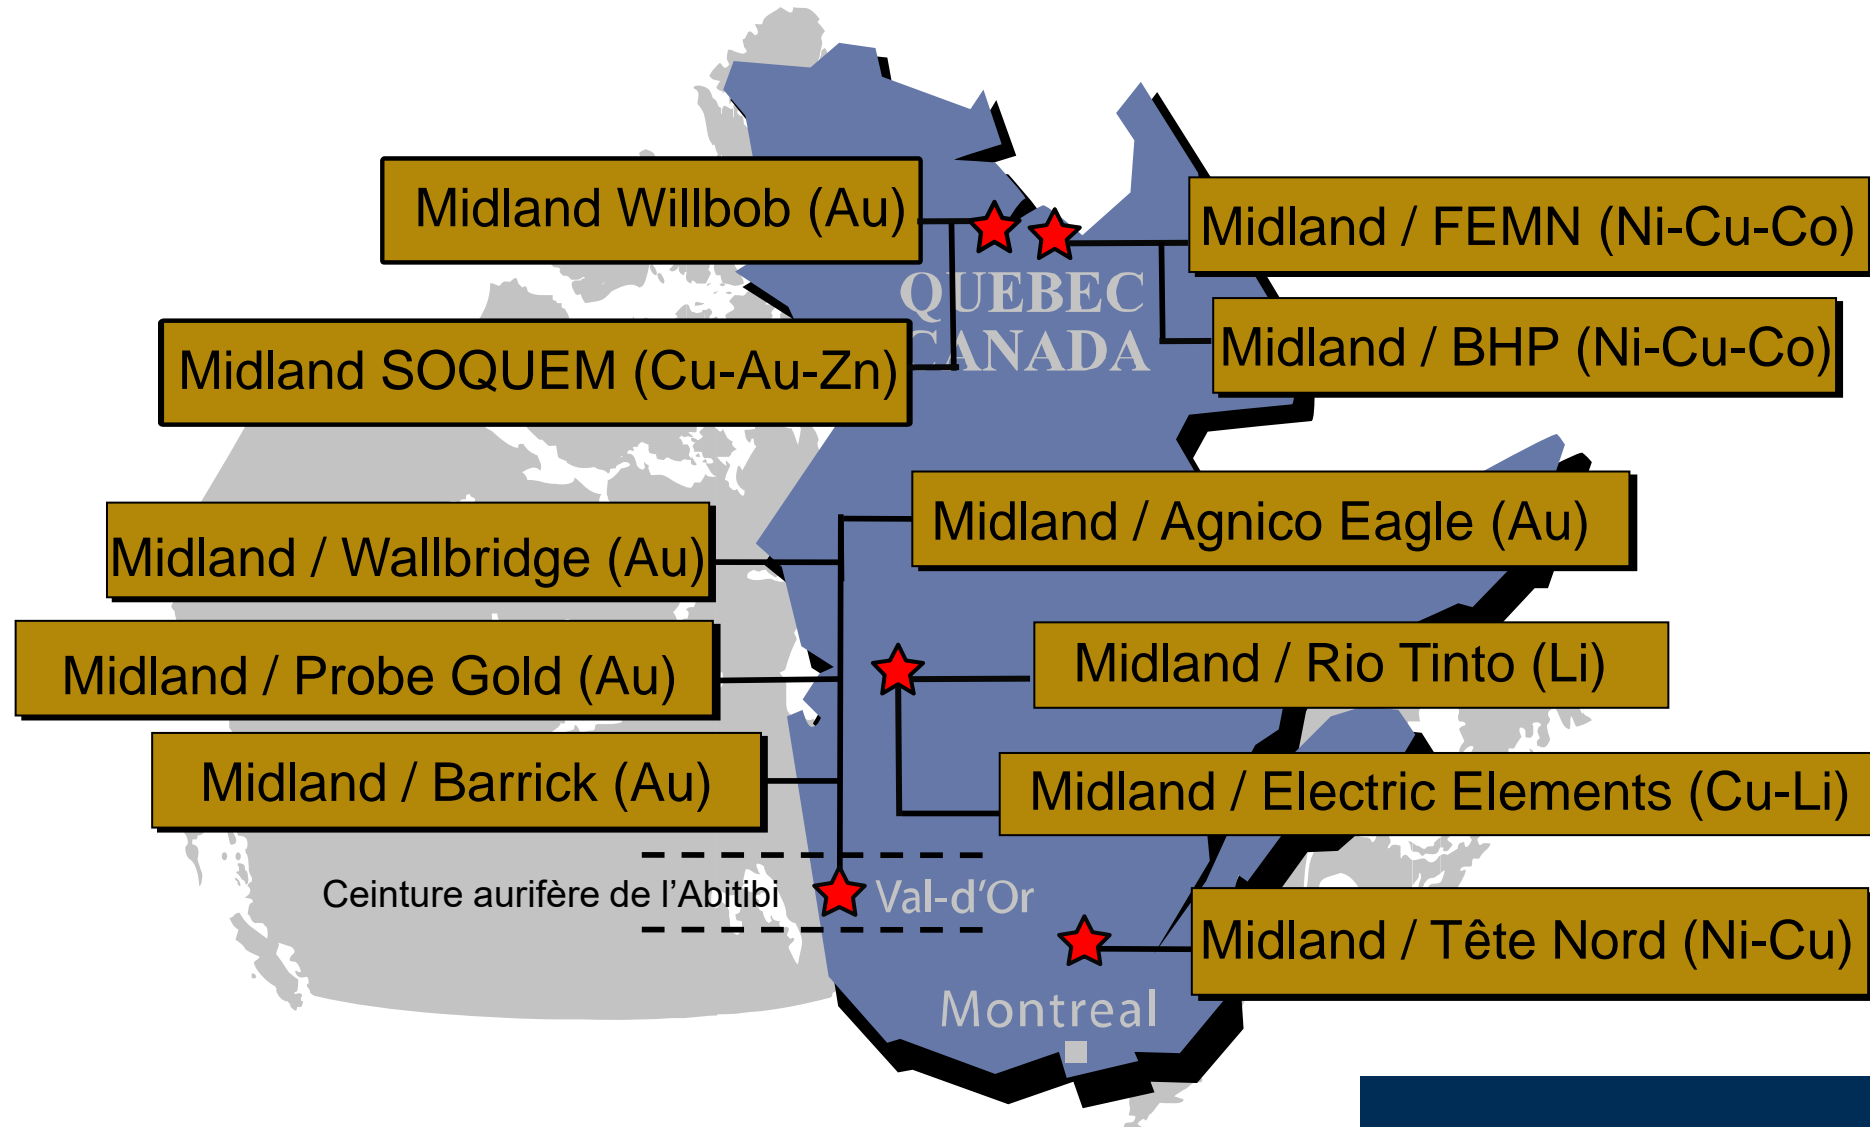 Midland Willbob (Au)
Midland / FEMN (Ni-Cu-Co)
QUEBEC
CANADA
Midland SOQUEM (Cu-Au-Zn)
Midland / BHP (Ni-Cu-Co)
Midland / Agnico Eagle (Au)
Midland / Wallbridge (Au)
Midland / Probe Gold (Au)
Midland / Rio Tinto (Li)
Midland / Barrick (Au)
Midland / Electric Elements (Cu-Li)
Ceinture aurifère de l’Abitibi
Val-d'Or
Midland / Tête Nord (Ni-Cu)
Montreal